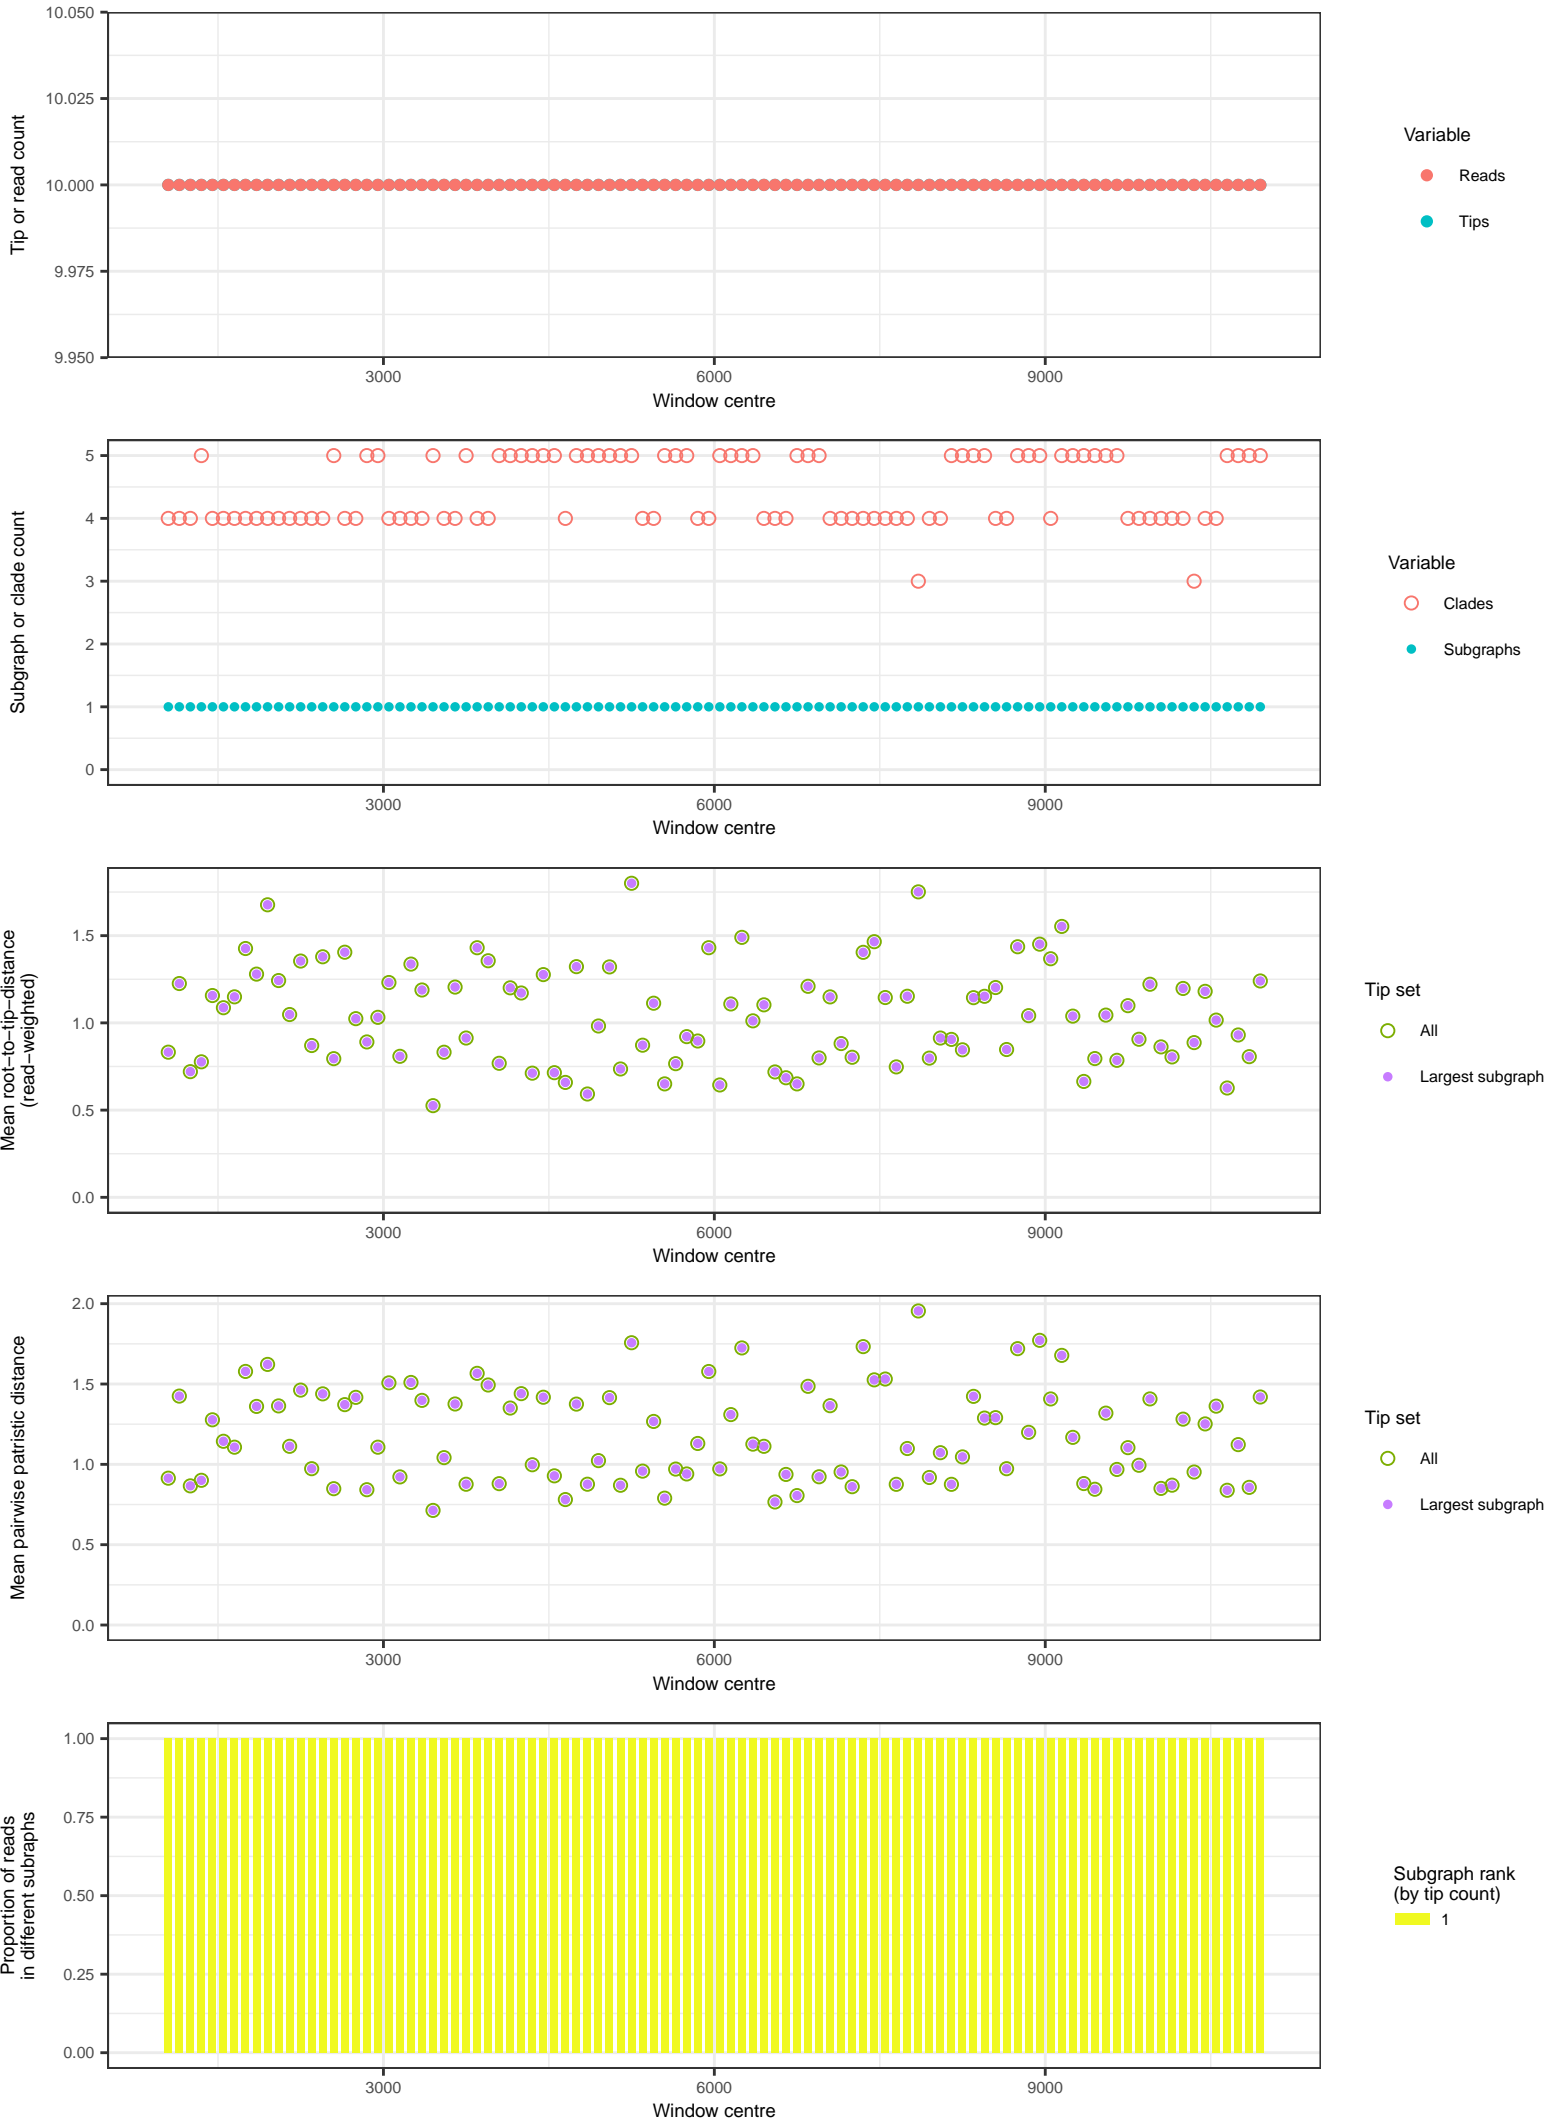 10.050
10.025
10.000
9.975
9.950
Tip or read count
3000
6000
9000
Window centre
Variable
Reads
Tips
5
4
3
2
1
0
Subgraph or clade count
3000
6000
9000
Window centre
Variable
Clades
Subgraphs
1.5
1.0
0.5
0.0
Mean root−to−tip−distance
(read−weighted)
3000
6000
9000
Window centre
Tip set
All
Largest subgraph
2.0
1.5
1.0
0.5
0.0
Mean pairwise patristic distance
3000
6000
9000
Window centre
Tip set
All
Largest subgraph
1.00
0.75
0.50
0.25
0.00
Proportion of reads
in different subraphs
3000
6000
9000
Window centre
Subgraph rank
(by tip count)
1